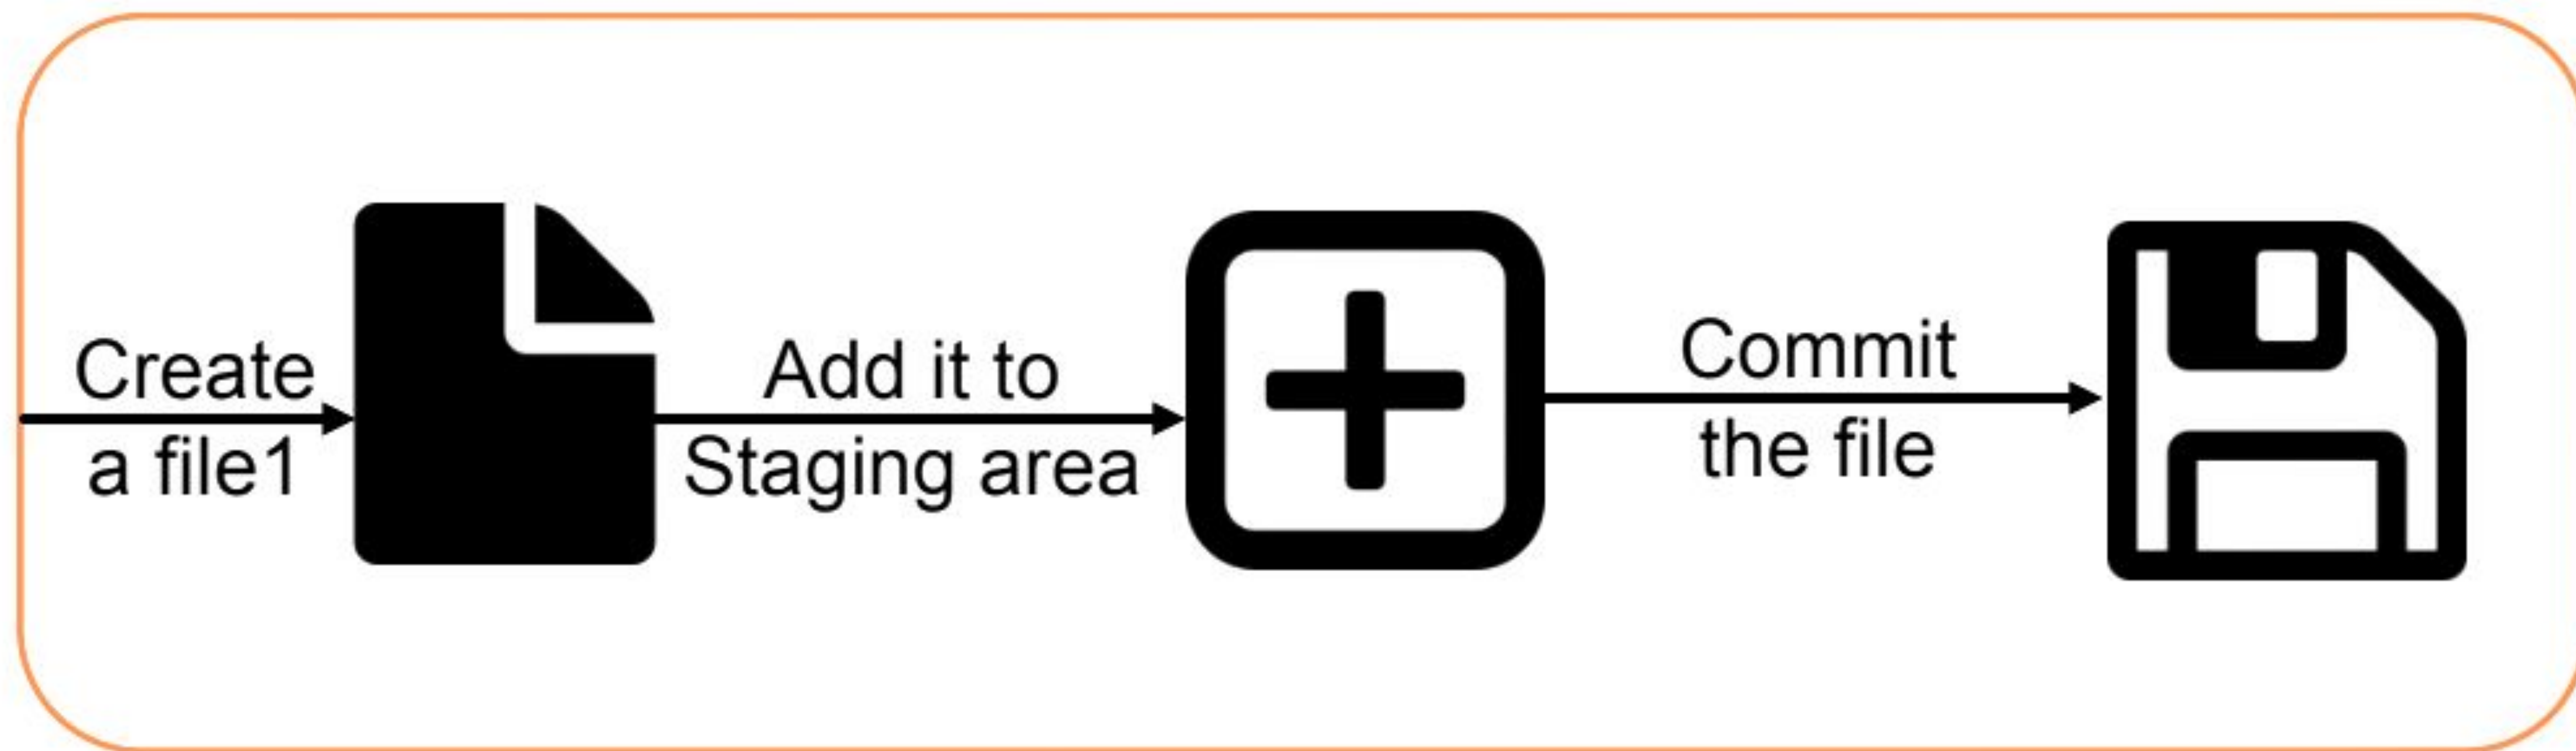 Create
a file1
Add it to
Staging area
Commit
the file